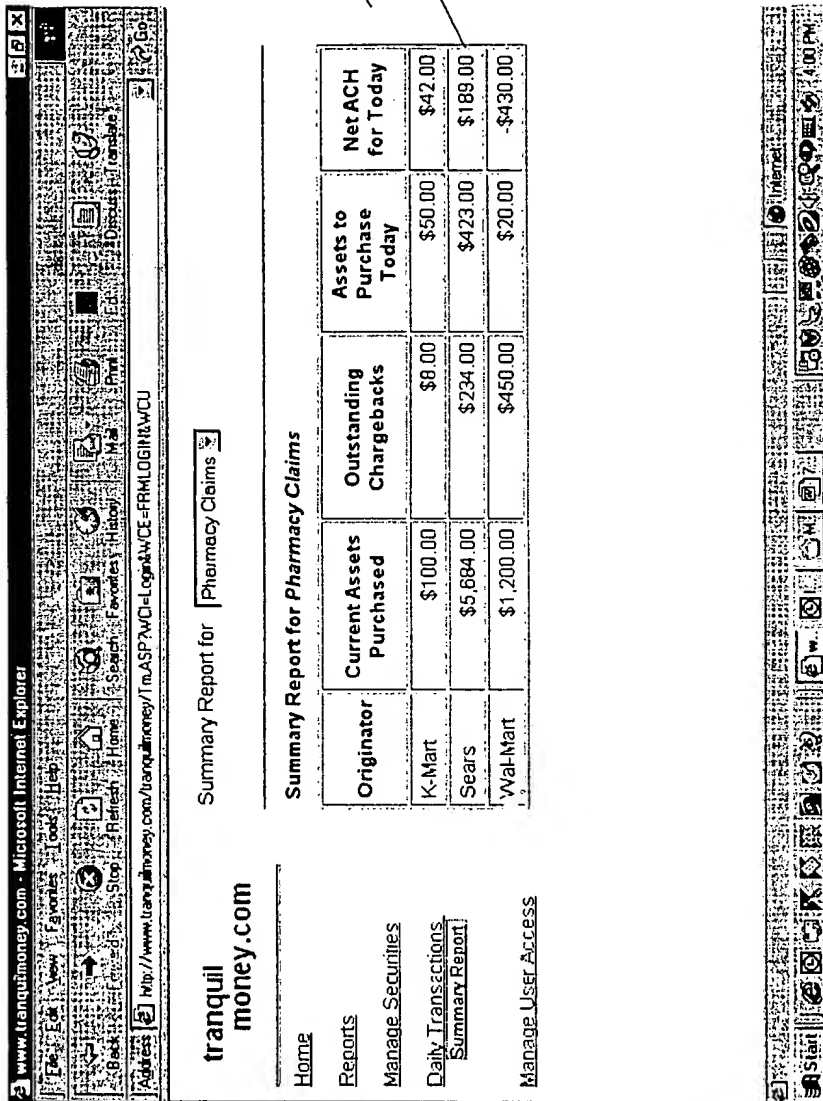 www.tranquilmoney.com - Microsoft Internet Explorer
File Edit View Favorites Tools Help
Back Forward Stop Refresh Home Search Favorites History Mail Print Edit Discuss Translate
Address http://www.tranquilmoney.com/tranquilmoney/Tm.ASP?WCI=Login&WCE=FRMLOGIN&WCU Go
tranquil
money.com
Home
Reports
Manage Securities
Daily Transactions
Summary Report
Manage User Access
Summary Report for Pharmacy Claims
Summary Report for Pharmacy Claims
Originator Current Assets Purchased Outstanding Chargebacks Assets to Purchase Today Net ACH for Today
K-Mart $100.00 $8.00 $50.00 $42.00
Sears $5,684.00 $234.00 $423.00 $189.00
Wal-Mart $1,200.00 $450.00 $20.00 -$430.00
Internet
Start 4:00 PM